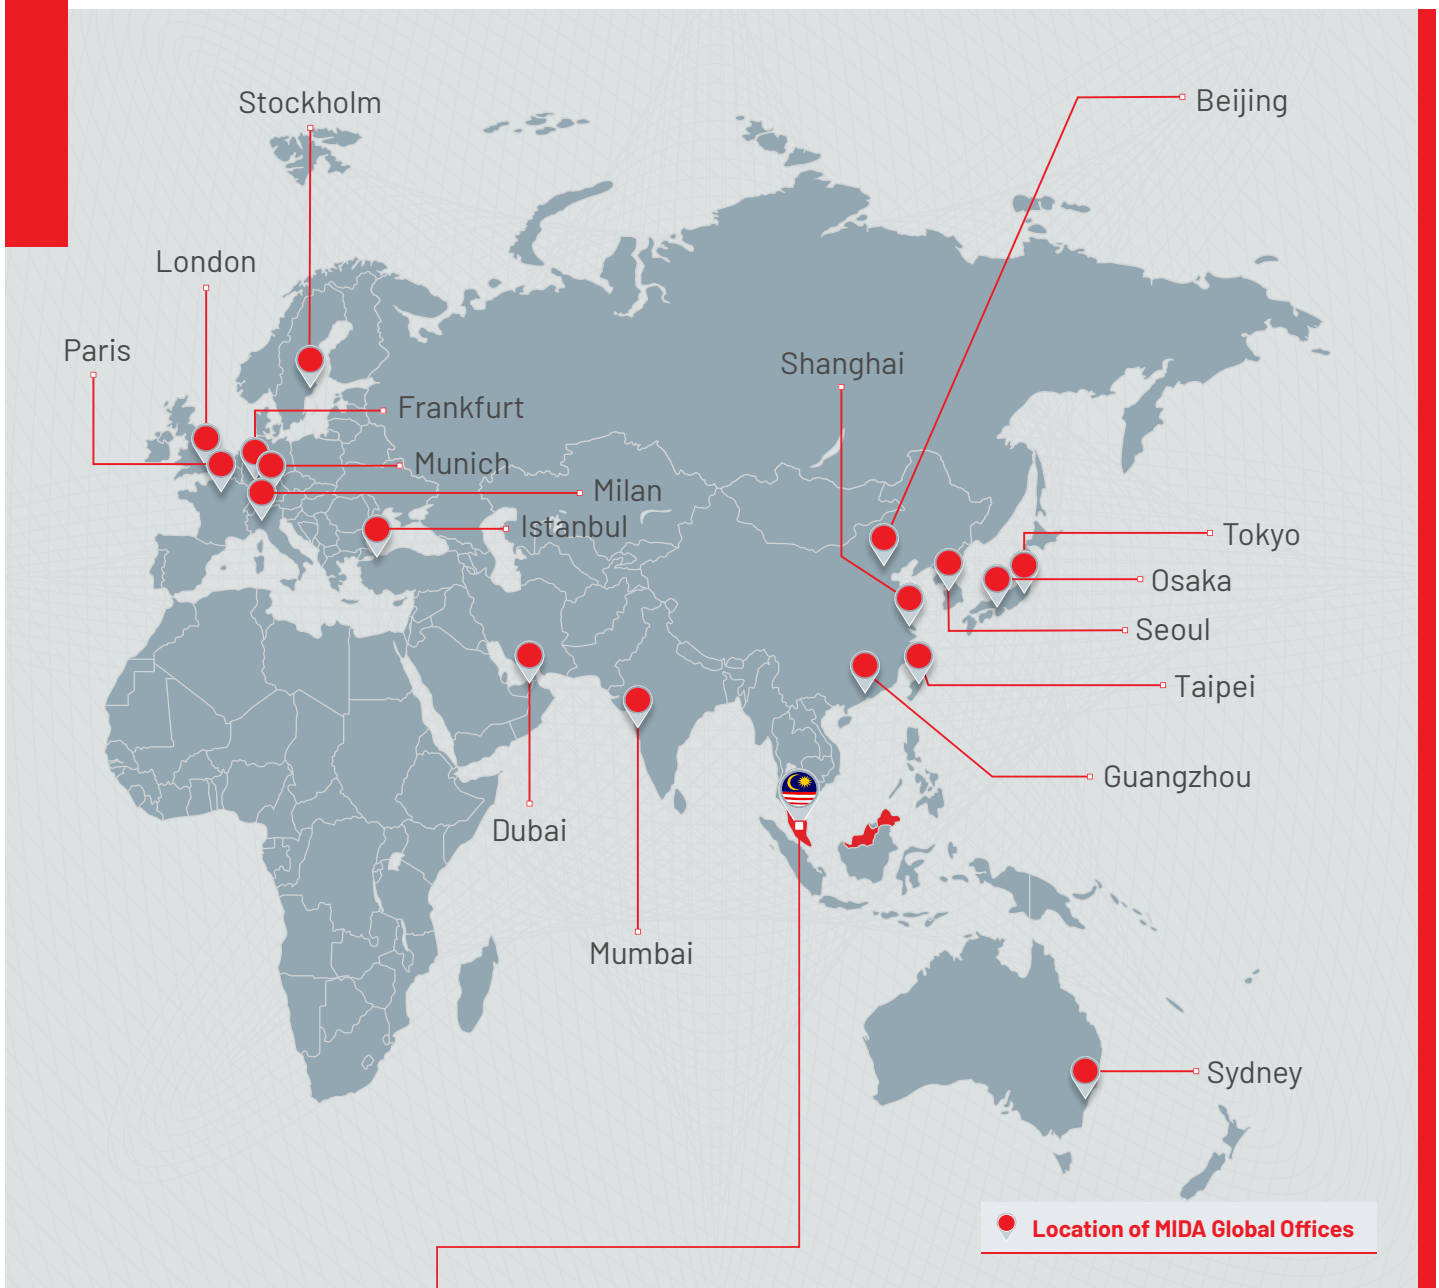 Stockholm
Beijing
London
Paris
Shanghai
Frankfurt
Munich
Milan
Istanbul
Tokyo
Osaka
Seoul
Taipei
Guangzhou
Dubai
Mumbai
Sydney
Location of MIDA Global Offices